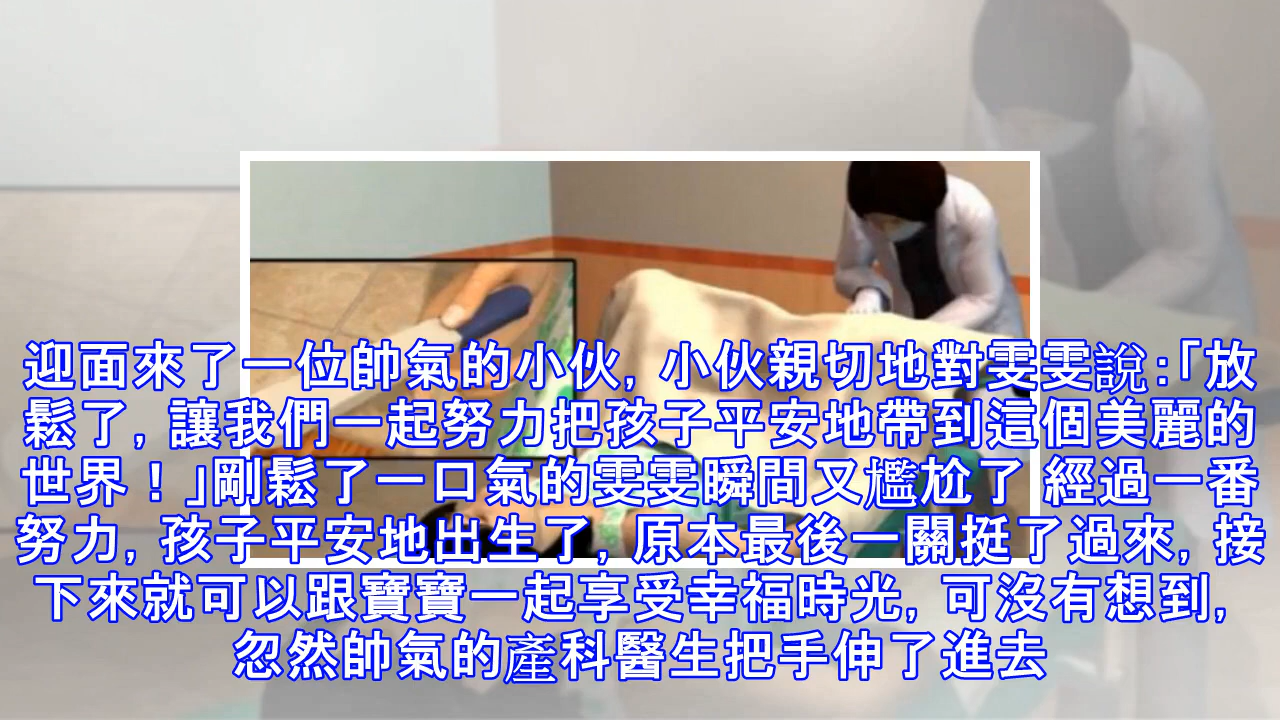 迎面來了一位帥氣的小伙, 小伙親切地對雯雯說:「放
鬆了, 讓我們一起努力把孩子平安地帶到這個美麗的
世界！」剛鬆了一口氣的雯雯瞬間又尷尬了 經過一番
努力, 孩子平安地出生了, 原本最後一關挺了過來, 接
下來就可以跟寶寶一起享受幸福時光, 可沒有想到,
忽然帥氣的產科醫生把手伸了進去